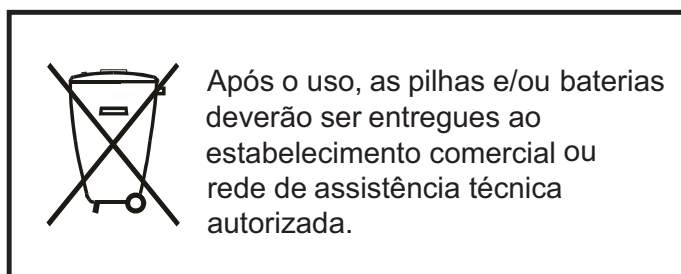 Após o uso, as pilhas e/ou baterias
deverão ser entregues ao
estabelecimento comercial ou
rede de assistência técnica
autorizada.